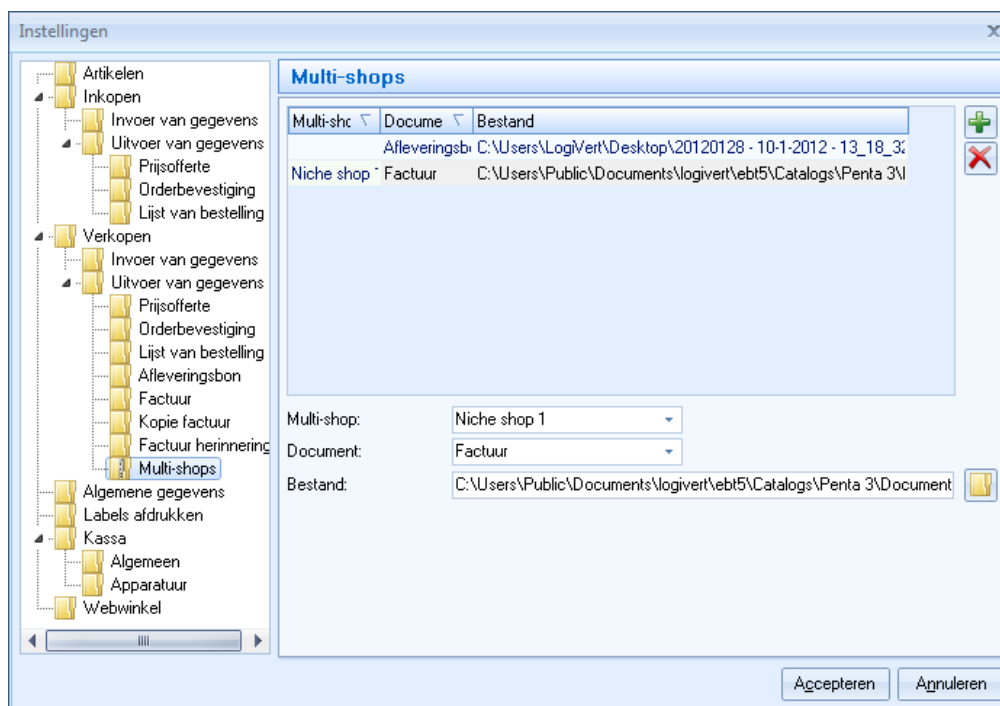 Instellingen
Artikelen
Inkopen
Invoer van gegevens
Uitvoer van gegevens
Prijsofferte
Orderbevestiging
Lijst van bestelling
Verkopen
Invoer van gegevens
Uitvoer van gegevens
Prijsofferte
Orderbevestiging
Lijst van bestelling
Afleveringsbon
Factuur
Kopie factuur
Factuur herinnering
Multi-shops
Algemene gegevens
Labels afdrukken
Kassa
Algemeen
Apparatuur
Webwinkel
Multi-shops
Multi-shc Docume Bestand
Afleveringsb C:\Users\LogiVert\Desktop\20120128 - 10-1-2012 - 13_18_32
Niche shop Factuur C:\Users\Public\Documents\logivert\ebt5\Catalogs\Penta 3\
Multi-shop: Niche shop 1
Document: Factuur
Bestand: C:\Users\Public\Documents\logivert\ebt5\Catalogs\Penta 3\Document
Accepteren Annuleren